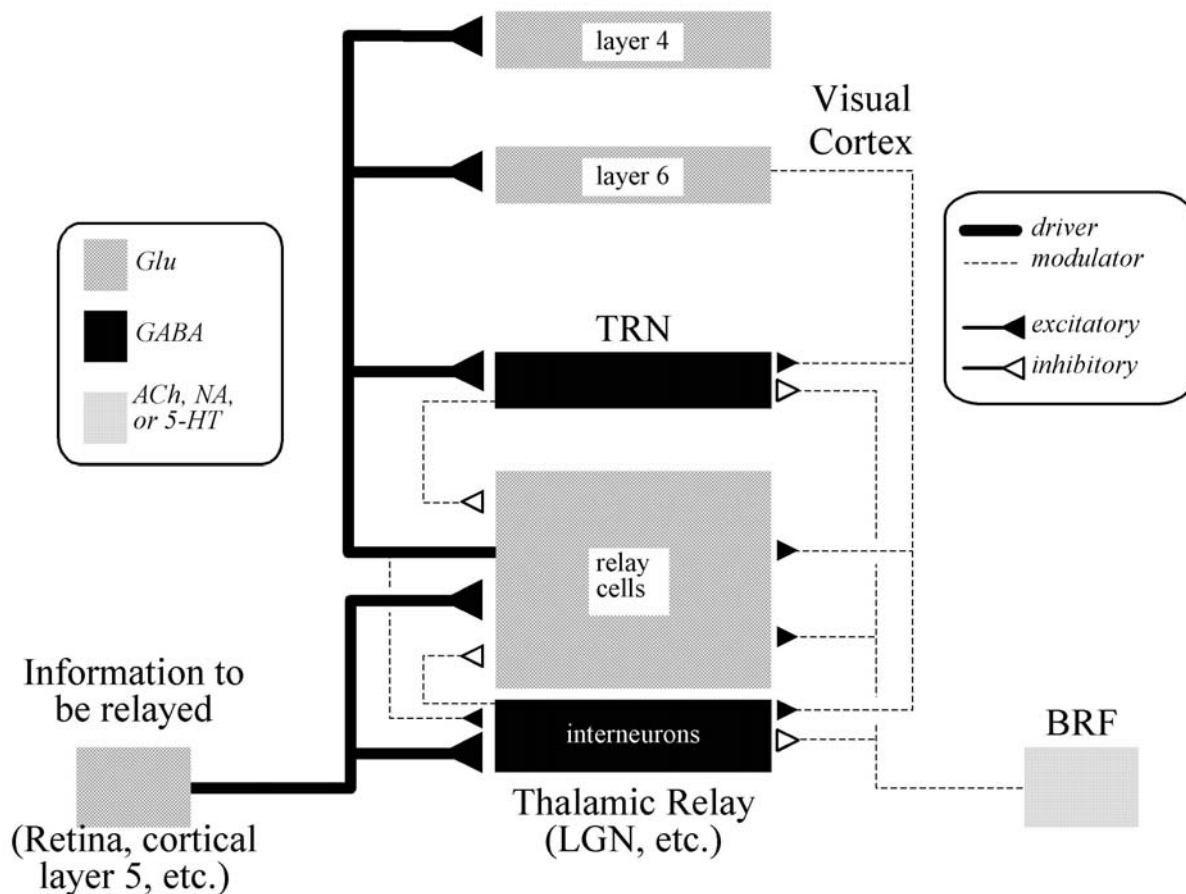 layer 4
Visual
Cortex
layer 6
Glu
GABA
ACh, NA,
or 5-HT
driver
modulator
excitatory
inhibitory
TRN
relay
cells
Information to
be relayed
interneurons
BRF
Thalamic Relay
(LGN, etc.)
(Retina, cortical
layer 5, etc.)